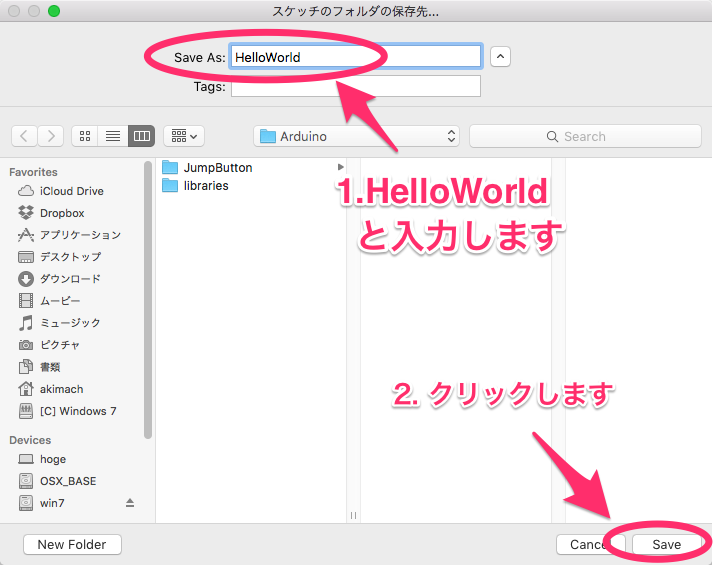 スケッチのフォルダの保存先...
Save As: HelloWorld
Tags:
Arduino
Search
Favorites
iCloud Drive
Dropbox
アプリケーション
デスクトップ
ダウンロード
ムービー
ミュージック
ピクチャ
書類
akimach
[C] Windows 7
Devices
hoge
OSX_BASE
win7
JumpButton
libraries
1.HelloWorld
と入力します
2. クリックします
New Folder
Save